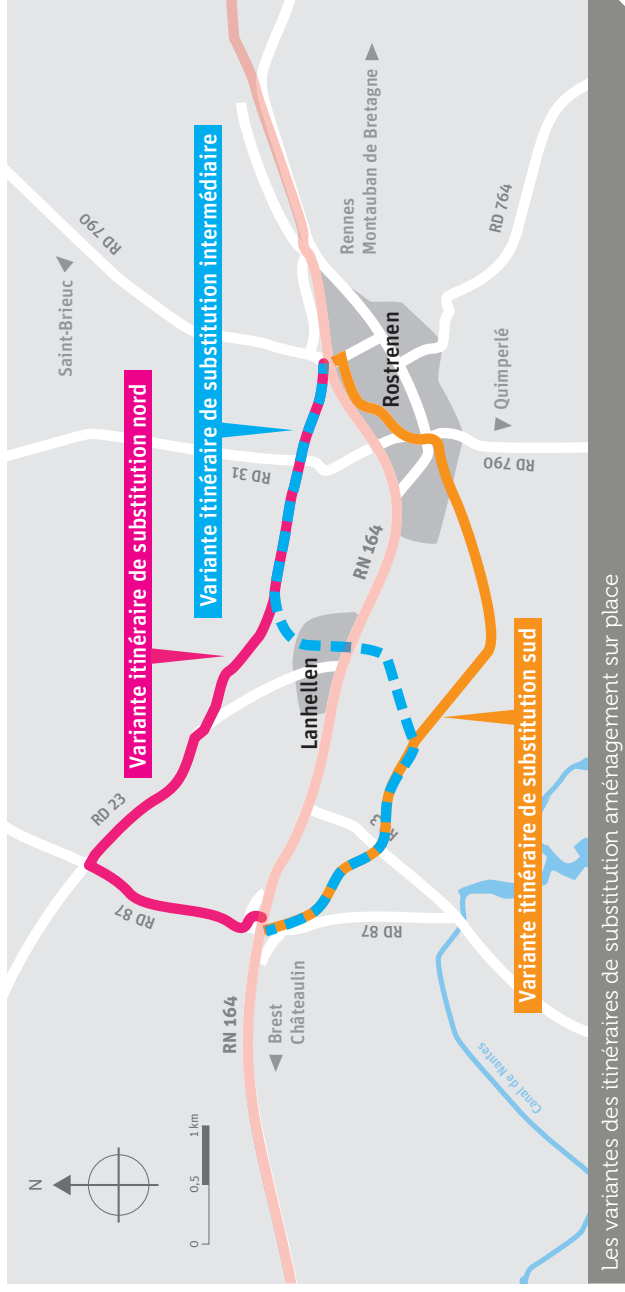 N
0
0,5
1 km
Saint-Brieuc
RD 790
Variante itinéraire de substitution nord
Variante itinéraire de substitution intermédiaire
RD 31
RD 23
RD 87
Rennes
Montauban de Bretagne
RN 164
Brest
Châteaulin
Lanhellen
RN 164
Rostrenen
RD 764
RD 87
RD 790
Quimperlé
Variante itinéraire de substitution sud
Canal de Nantes
Les variantes des itinéraires de substitution aménagement sur place